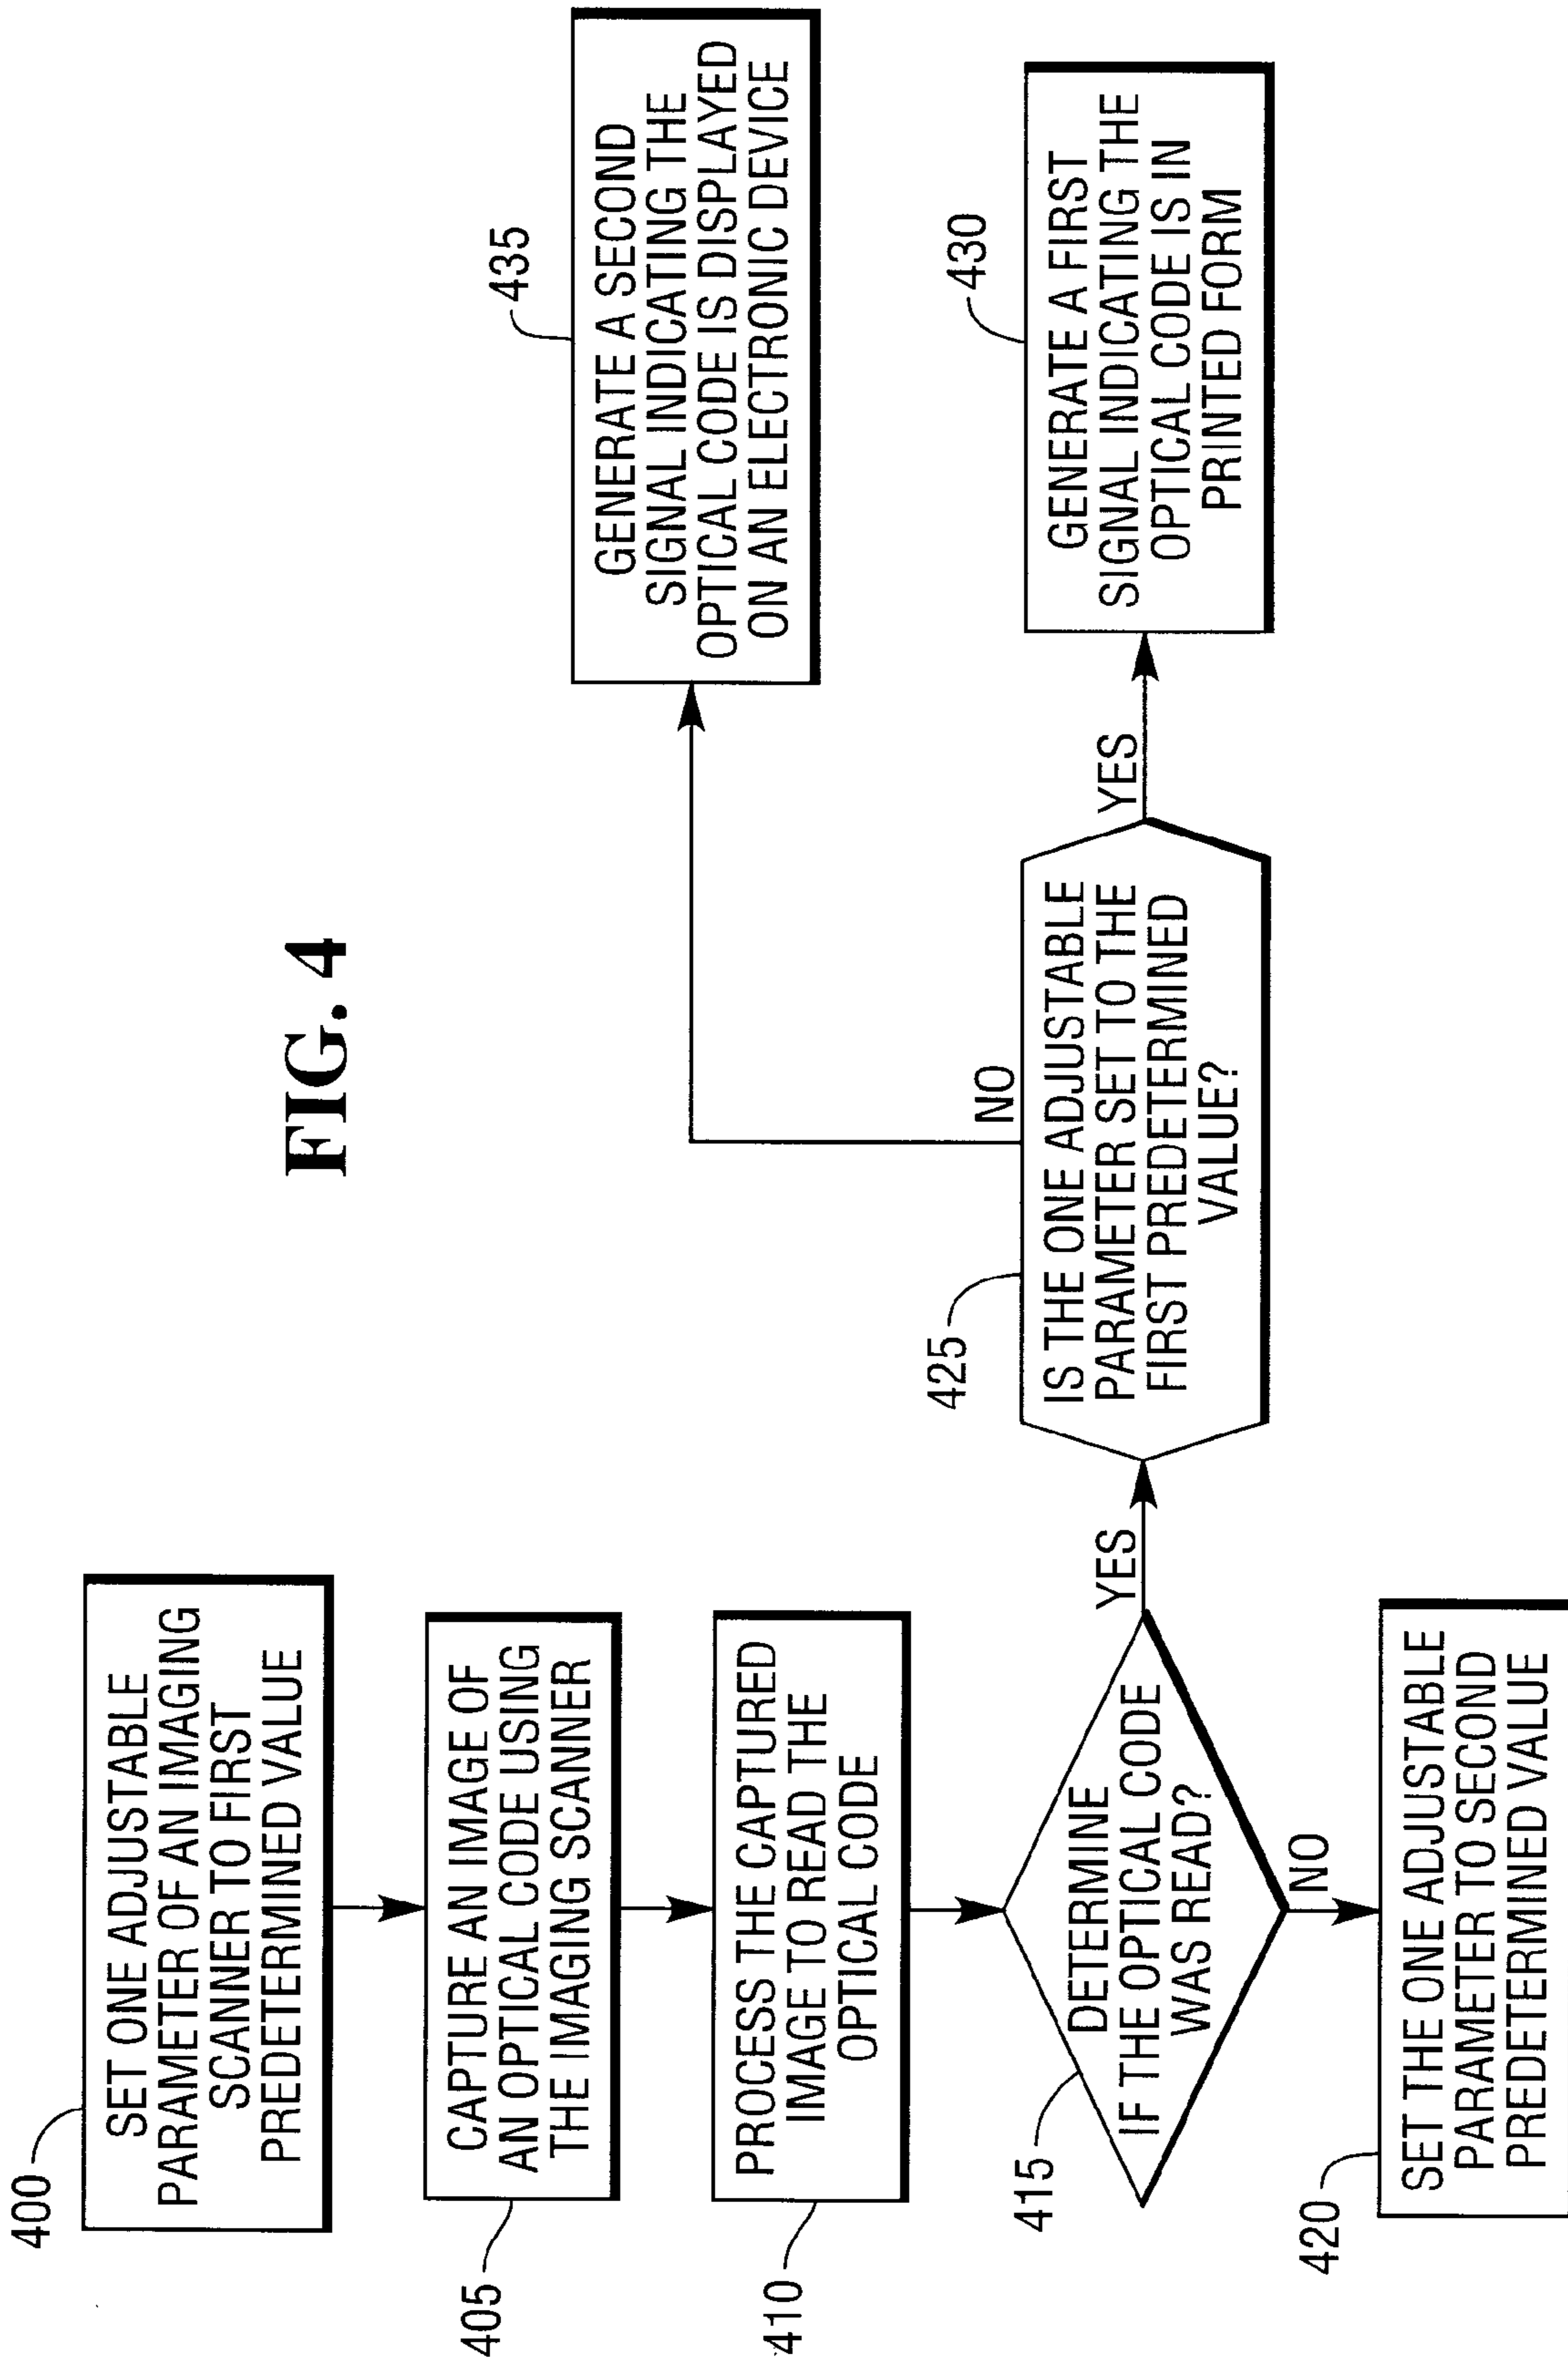 FIG. 4
400
SET ONE ADJUSTABLE
PARAMETER OF AN IMAGING
SCANNER TO FIRST
PREDETERMINED VALUE
405
CAPTURE AN IMAGE OF
AN OPTICAL CODE USING
THE IMAGING SCANNER
410
PROCESS THE CAPTURED
IMAGE TO READ THE
OPTICAL CODE
415
DETERMINE
IF THE OPTICAL CODE
WAS READ?
YES
NO
420
SET THE ONE ADJUSTABLE
PARAMETER TO SECOND
PREDETERMINED VALUE
425
IS THE ONE ADJUSTABLE
PARAMETER SET TO THE
FIRST PREDETERMINED
VALUE?
NO
YES
435
GENERATE A SECOND
SIGNAL INDICATING THE
OPTICAL CODE IS DISPLAYED
ON AN ELECTRONIC DEVICE
430
GENERATE A FIRST
SIGNAL INDICATING THE
OPTICAL CODE IS IN
PRINTED FORM